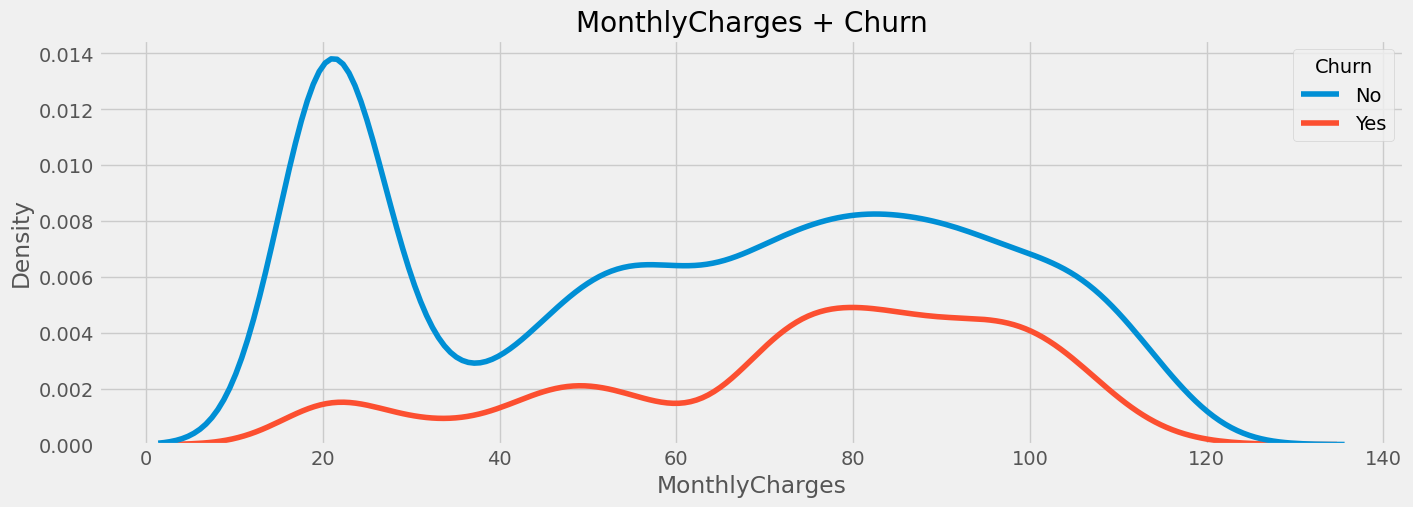 MonthlyCharges + Churn
Density
0.014
0.012
0.010
0.008
0.006
0.004
0.002
0.000
Churn
No
Yes
0 20 40 60 80 100 120 140
MonthlyCharges